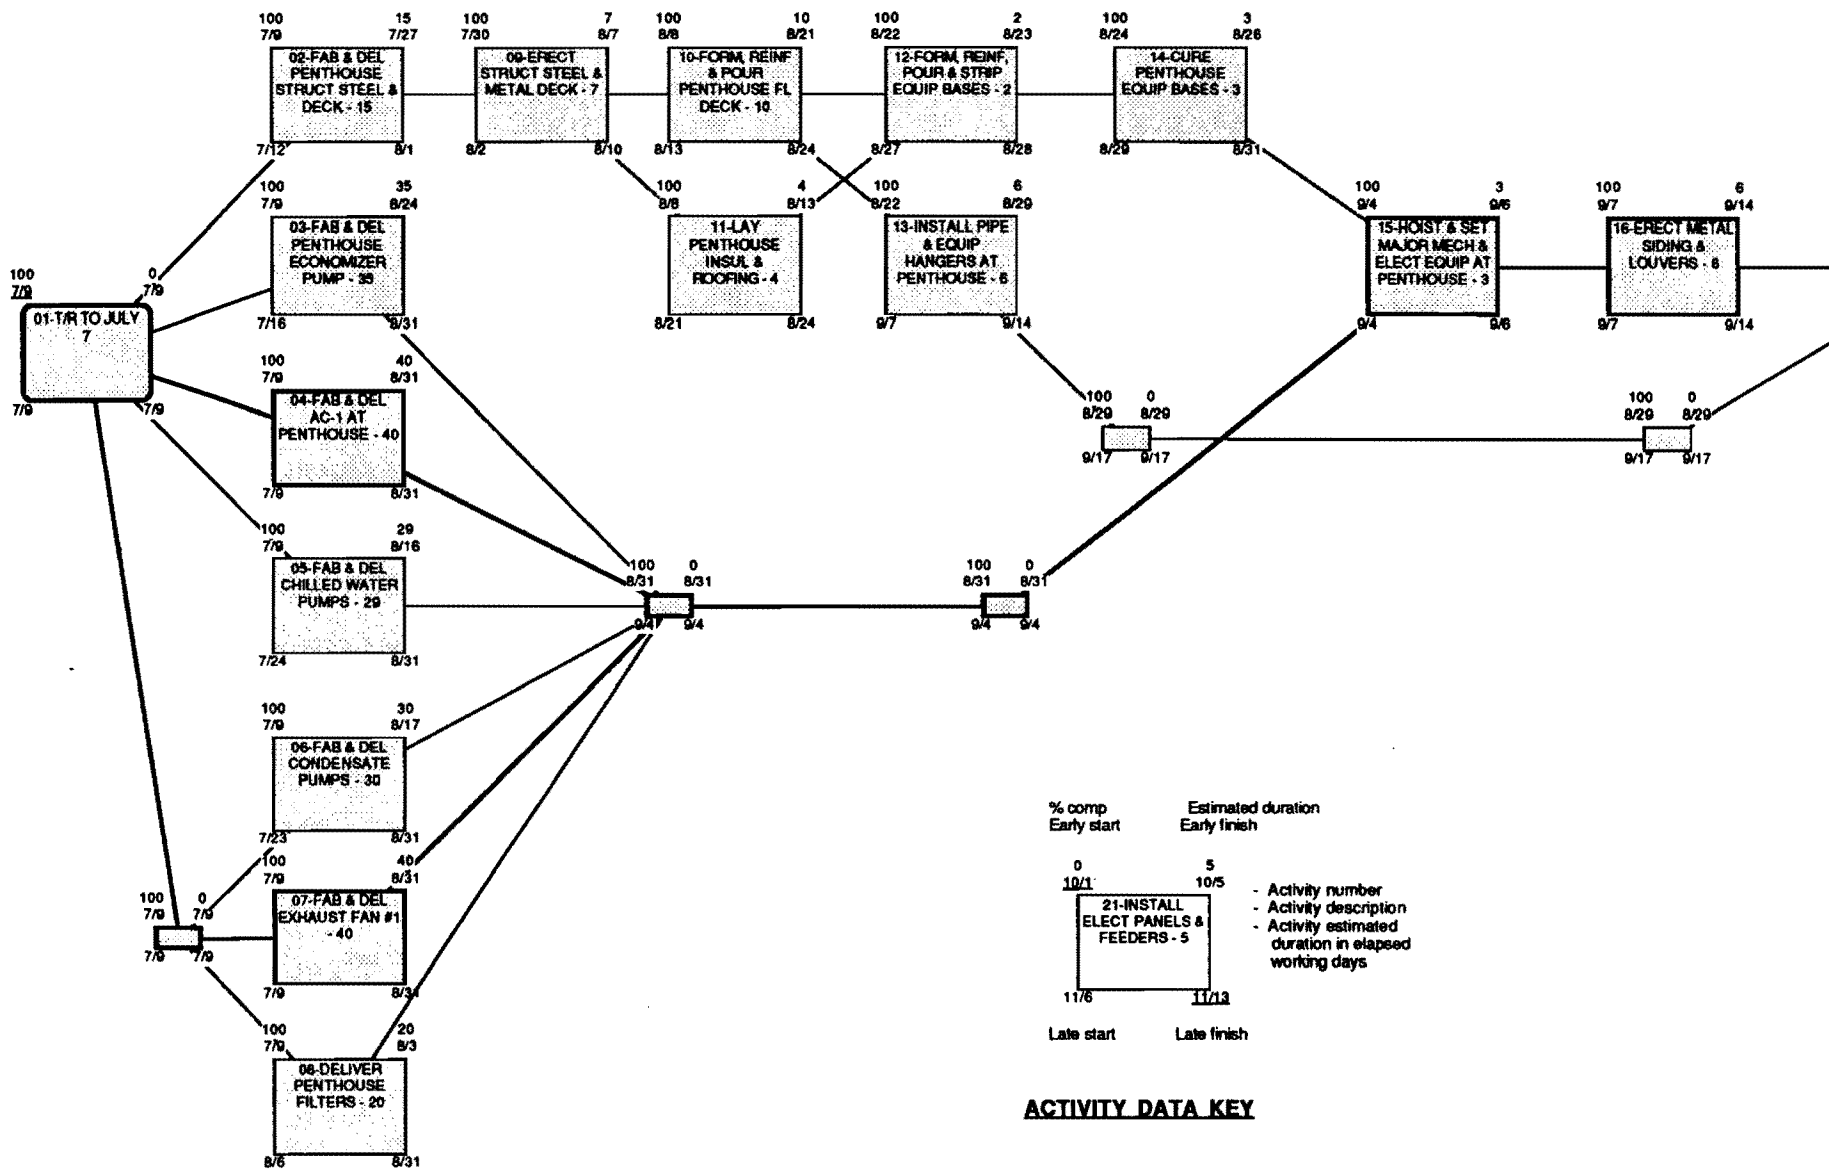 100 15
7/9 7/27
02-FAB & DEL
PENTHOUSE
STRUCT STEEL &
DECK - 15
7/12 8/1
100 7
7/30 8/7
09-ERECT
STRUCT STEEL &
METAL DECK - 7
8/2 8/10
100 10
8/8 8/21
10-FORM, REINF
& POUR
PENTHOUSE FL
DECK - 10
8/13 8/24
100 2
8/22 8/23
12-FORM, REINF,
POUR & STRIP
EQUIP BASES - 2
8/27 8/28
100 3
8/24 8/26
14-CURE
PENTHOUSE
EQUIP BASES - 3
8/29 8/31
100 35
7/9 8/24
03-FAB & DEL
PENTHOUSE
ECONOMIZER
PUMP - 35
7/16 8/31
100 4
8/8 8/13
11-LAY
PENTHOUSE
INSUL &
ROOFING - 4
8/21 8/24
100 6
8/22 8/29
13-INSTALL PIPE
& EQUIP
HANGERS AT
PENTHOUSE - 6
9/7 9/14
100 3
9/4 9/6
15-HOIST & SET
MAJOR MECH &
ELECT EQUIP AT
PENTHOUSE - 3
9/4 9/6
100 6
9/7 9/14
16-ERECT METAL
SIDING &
LOUVERS - 6
9/7 9/14
100 0
7/9 7/9
01-T/R TO JULY
7
7/9 7/9
100 40
7/9 8/31
04-FAB & DEL
AC-1 AT
PENTHOUSE - 40
7/9 8/31
100 0
8/29 8/29
9/17 9/17
100 0
8/29 8/29
9/17 9/17
100 29
7/9 8/16
05-FAB & DEL
CHILLED WATER
PUMPS - 29
7/24 8/31
100 0
8/31 8/31
9/4 9/4
100 0
8/31 8/31
9/4 9/4
100 30
7/9 8/17
06-FAB & DEL
CONDENSATE
PUMPS - 30
7/23 8/31
100 40
7/9 8/31
07-FAB & DEL
EXHAUST FAN #1
- 40
7/9 8/31
100 0
7/9 7/9
7/9 7/9
100 20
7/9 8/3
08-DELIVER
PENTHOUSE
FILTERS - 20
8/6 8/31
% comp Estimated duration
Early start Early finish
0 5
10/1 10/5
21-INSTALL
ELECT PANELS &
FEEDERS - 5
11/6 11/13
- Activity number
- Activity description
- Activity estimated
duration in elapsed
working days
Late start Late finish
ACTIVITY DATA KEY